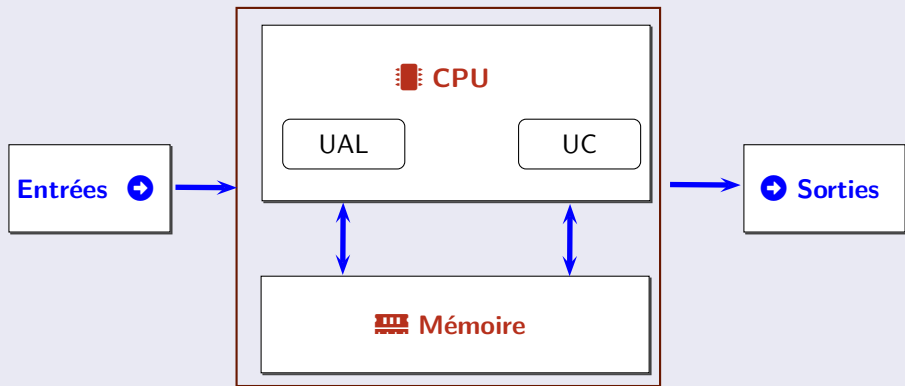 CPU
UAL
UC
Entrées
Sorties
Mémoire